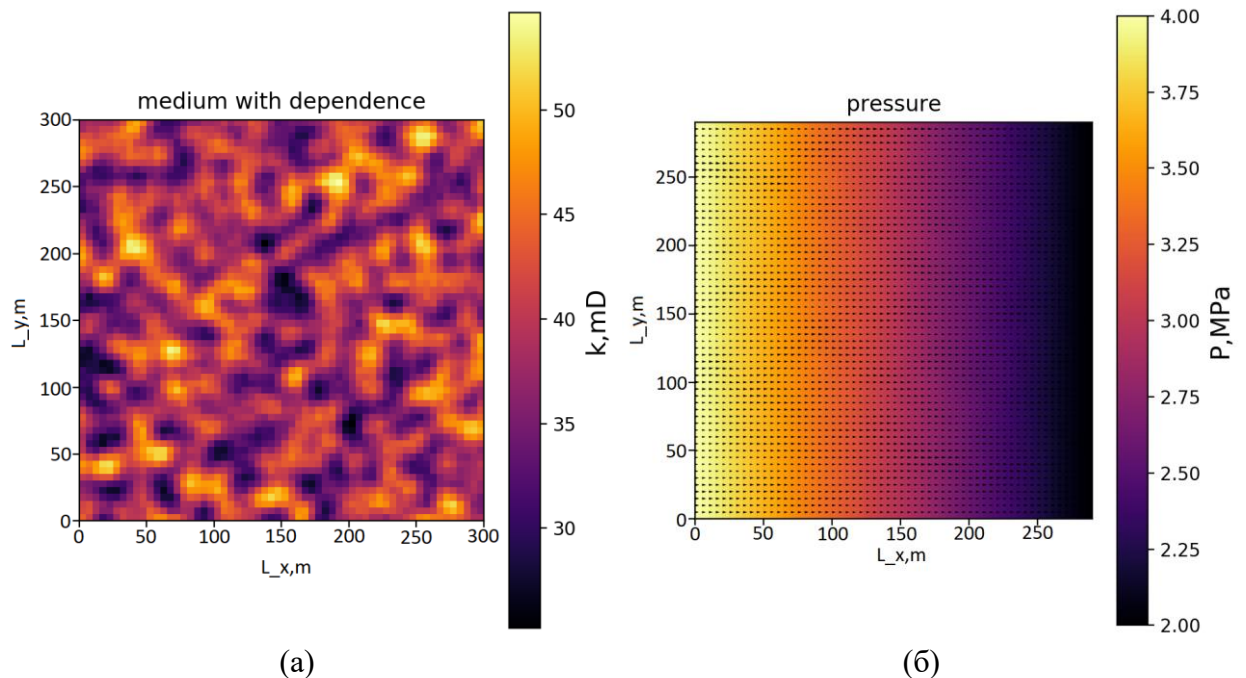 medium with dependence
300
250
200
150
100
50
0
L_y,m
0 50 100 150 200 250 300
L_x,m
50
45
40
35
30
k,mD
(а)
pressure
250
200
150
100
50
0
L_y,m
0 50 100 150 200 250
L_x,m
4.00
3.75
3.50
3.25
3.00
2.75
2.50
2.25
2.00
P,MPa
(б)